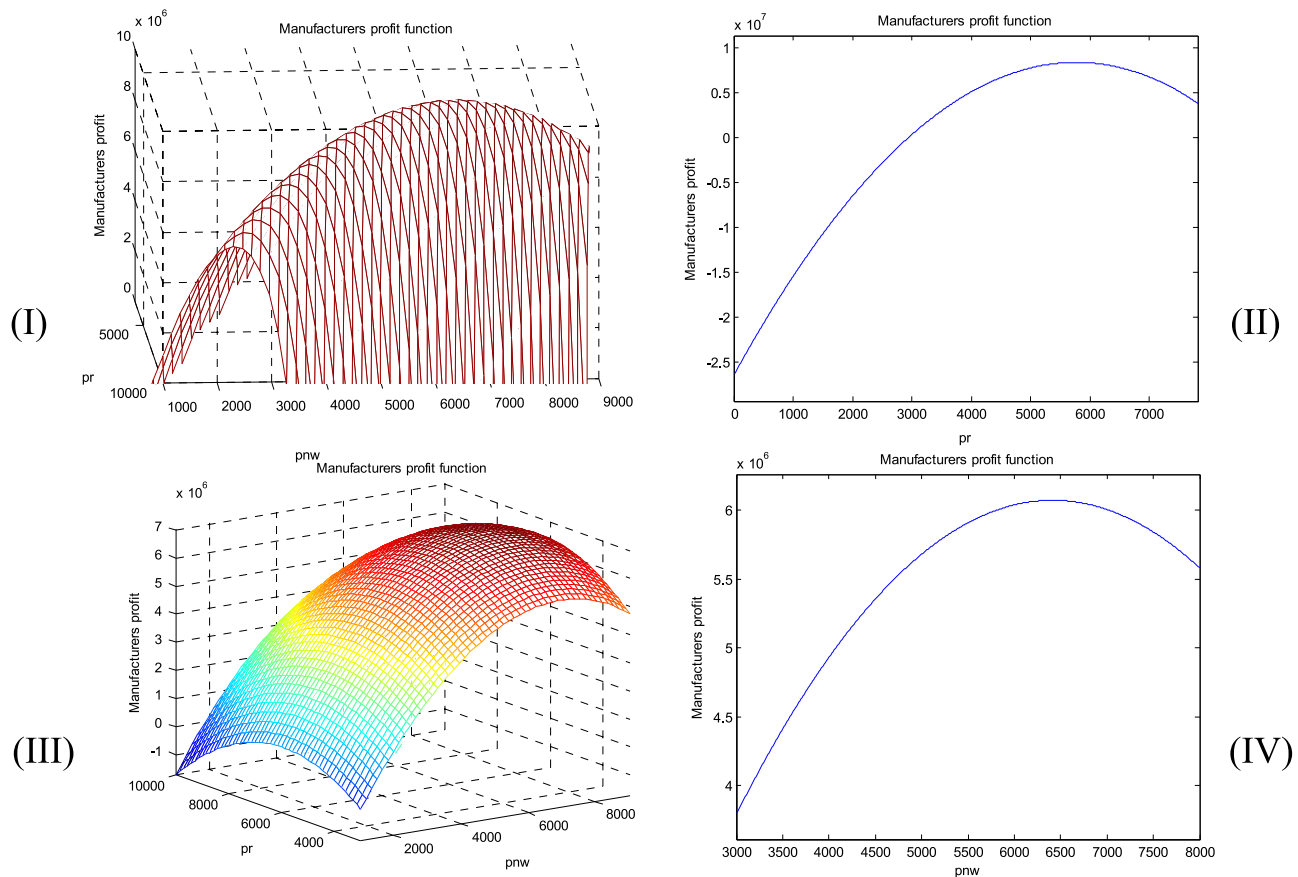 x 10^6
Manufacturers profit function
10
8
6
4
2
0
Manufacturers profit
5000
10000
pr
1000 2000 3000 4000 5000 6000 7000 8000 9000
pnw
(I)
x 10^7
Manufacturers profit function
1
0.5
0
-0.5
-1
-1.5
-2
-2.5
Manufacturers profit
0 1000 2000 3000 4000 5000 6000 7000
pr
(II)
Manufacturers profit function
x 10^6
7
6
5
4
3
2
1
0
-1
Manufacturers profit
10000
8000
6000
4000
pr
2000 4000 6000 8000
pnw
(III)
x 10^6
Manufacturers profit function
6
5.5
5
4.5
4
Manufacturers profit
3000 3500 4000 4500 5000 5500 6000 6500 7000 7500 8000
pnw
(IV)